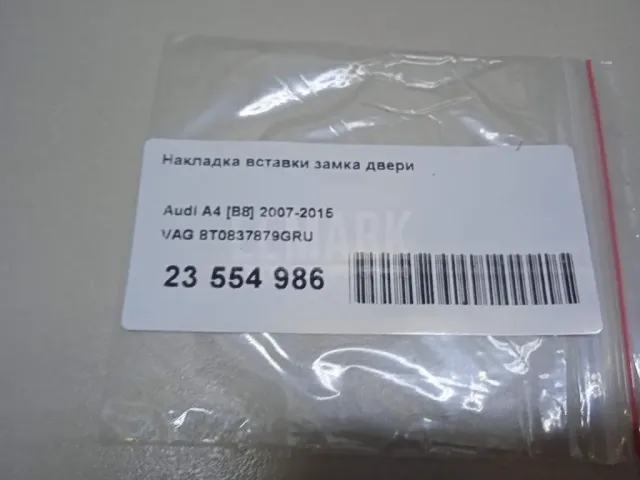 Накладка вставки замка двери
Audi A4 [B8] 2007-2015
VAG 8T0837879GRU
23 554 986